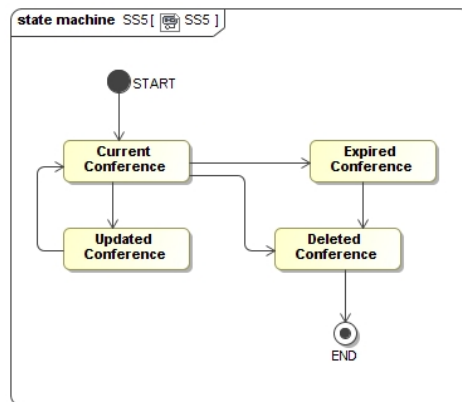 state machine SS5[ SS5 ]
START
Current
Conference
Expired
Conference
Updated
Conference
Deleted
Conference
END